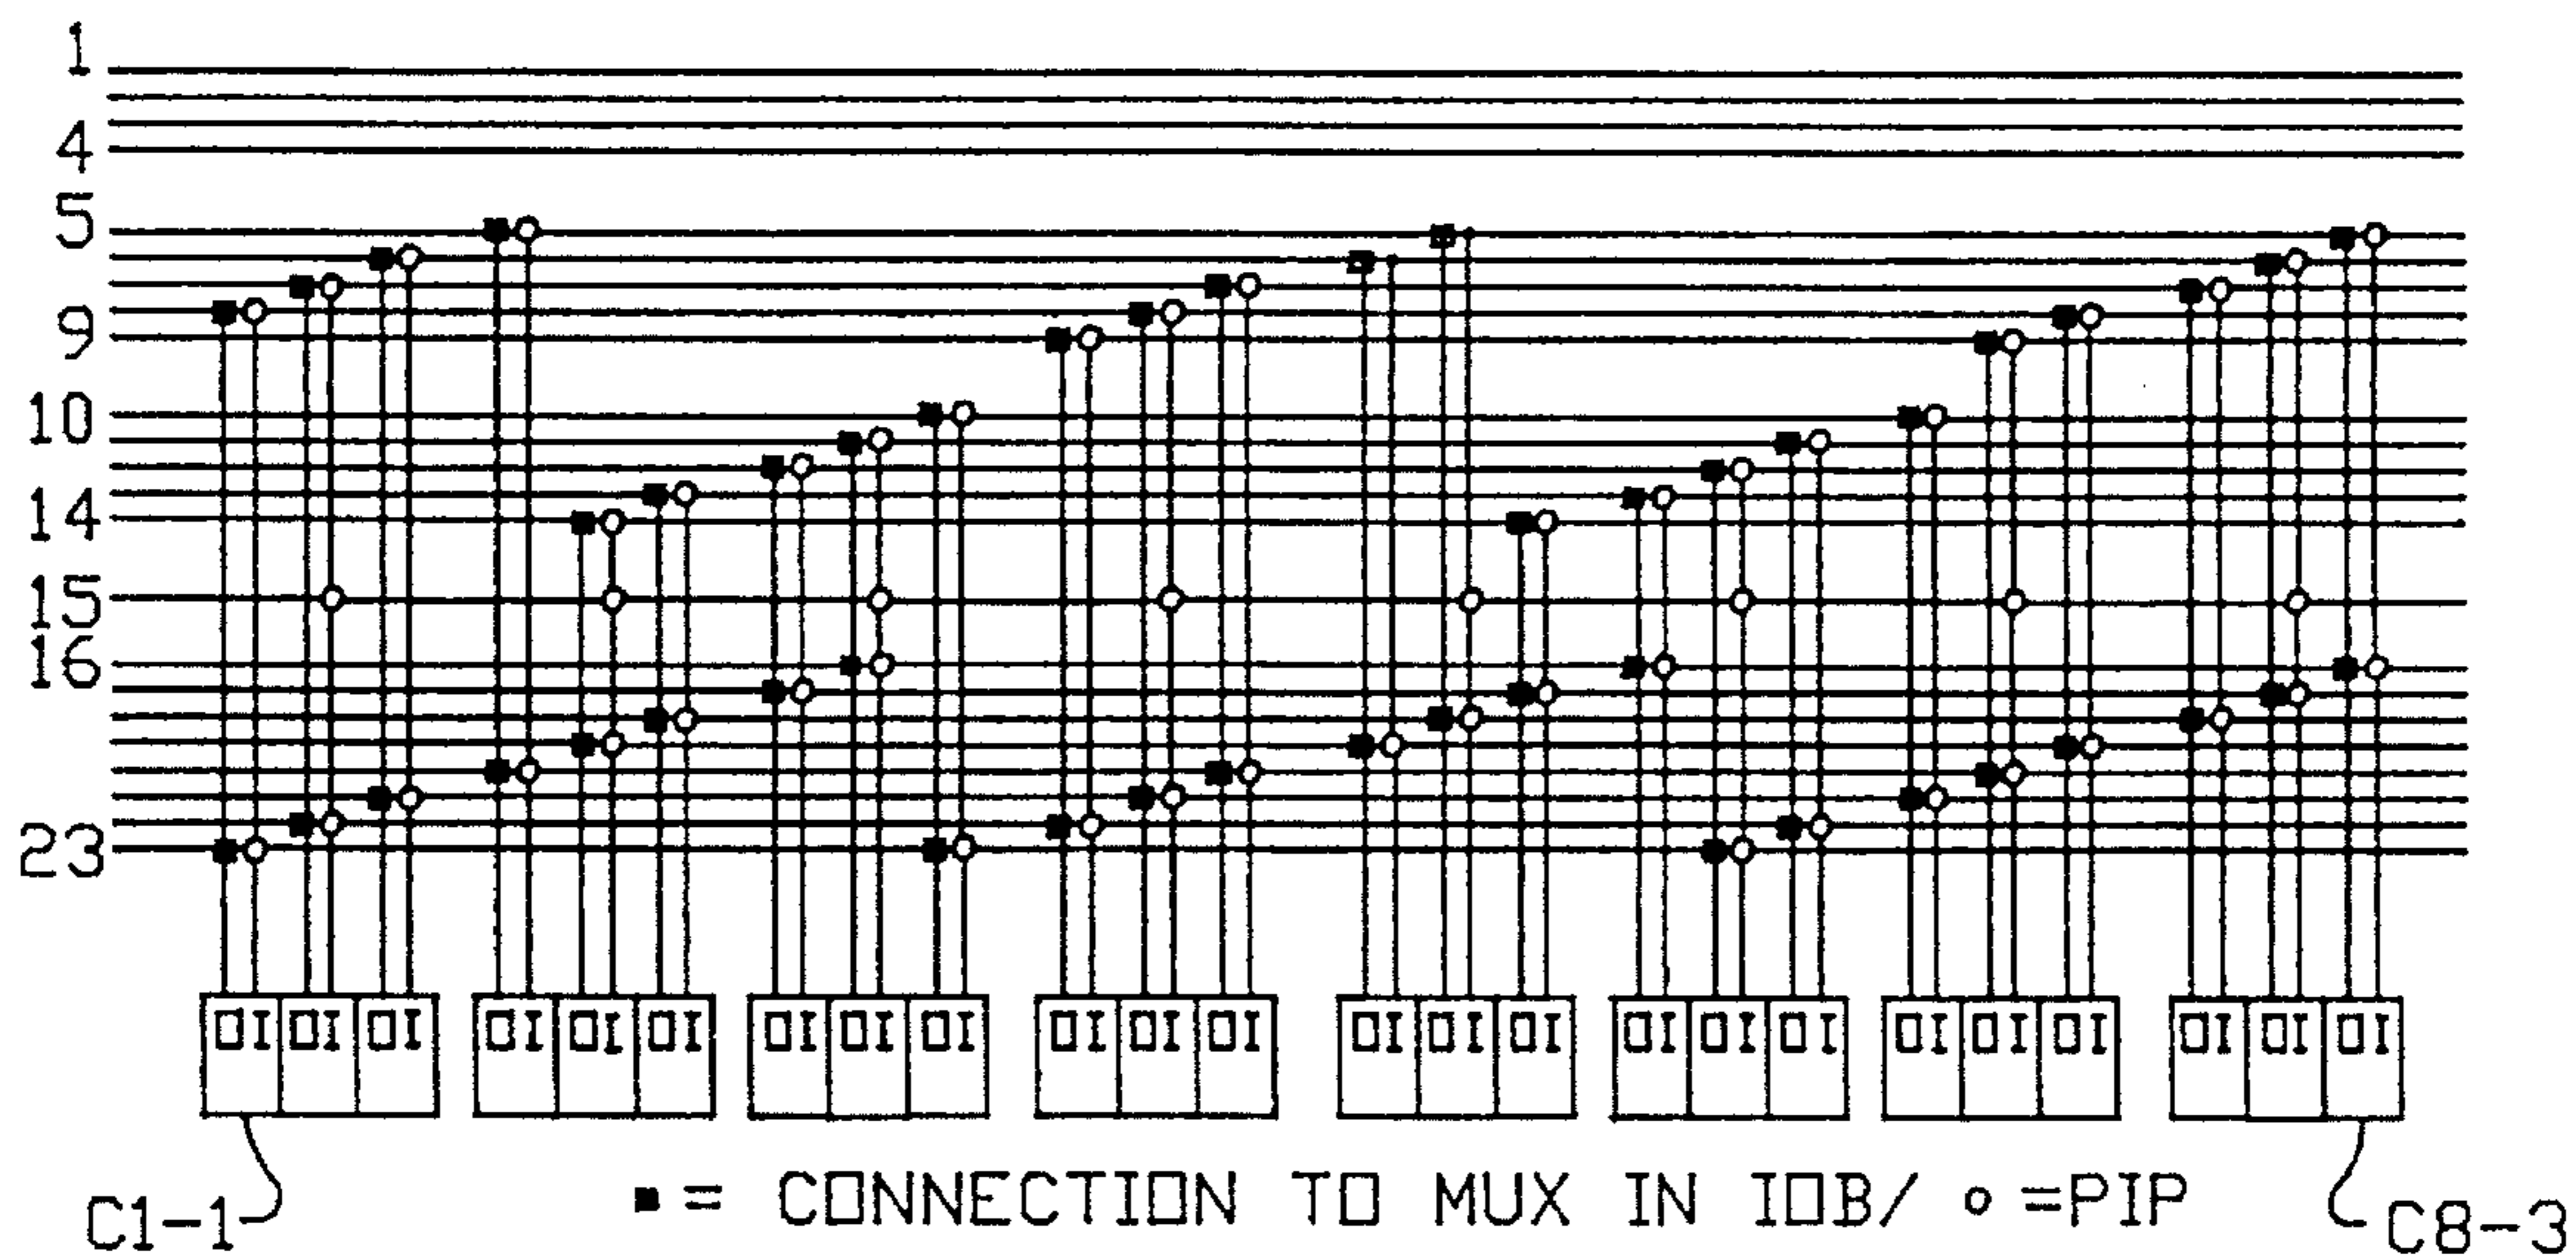 1
4
5
9
10
14
15
16
23
OI OI OI OI OI OI OI OI OI OI OI OI OI OI OI OI OI OI OI OI OI OI OI OI
C1-1
■ = CONNECTION TO MUX IN IOB/ ○ =PIP
C8-3